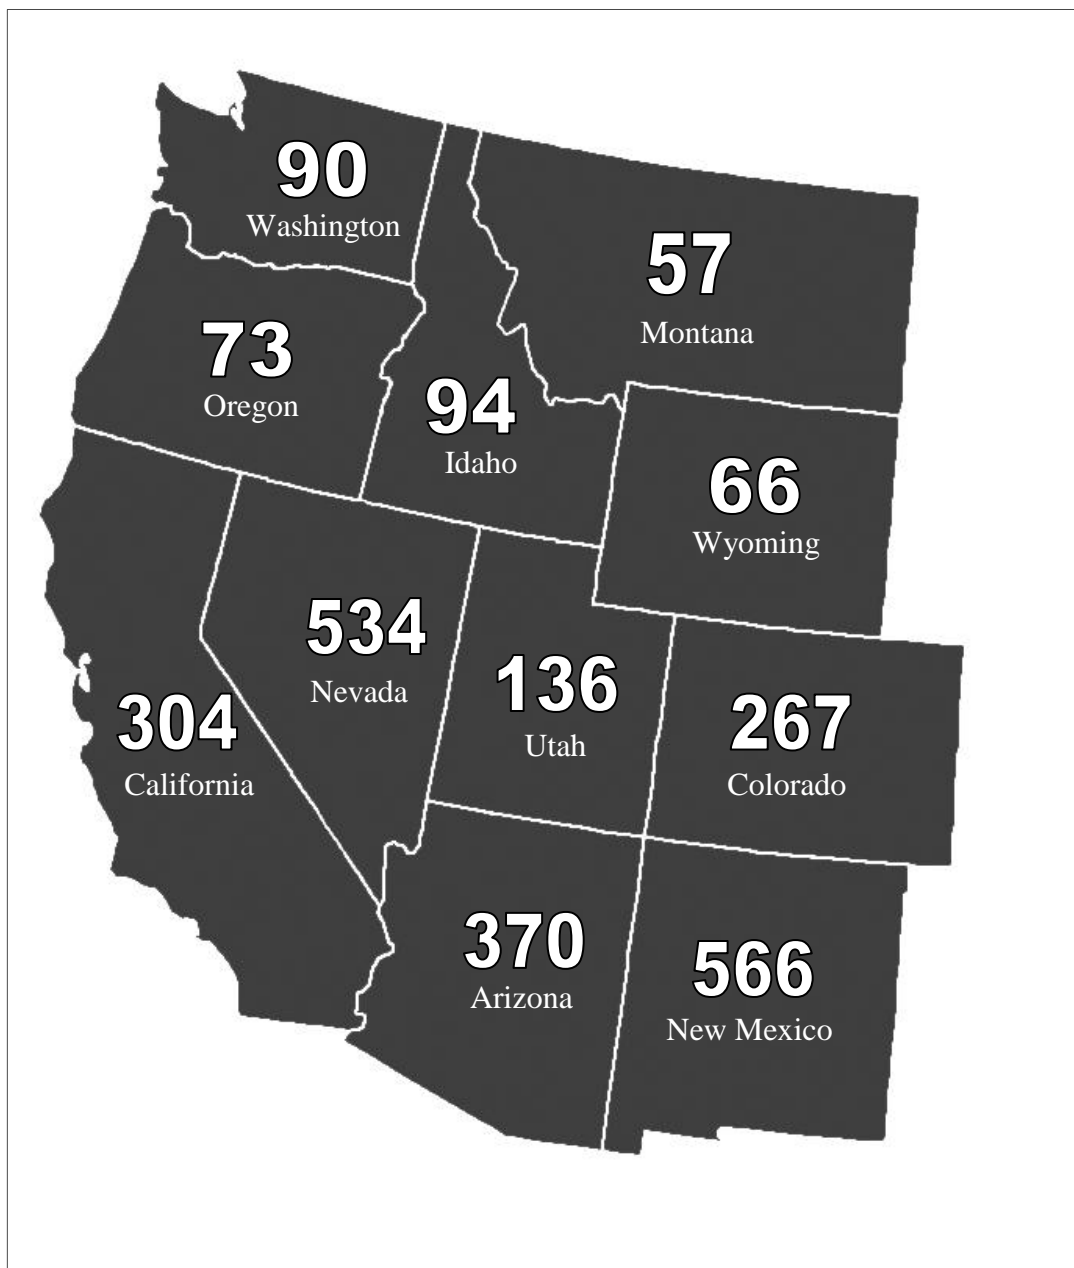 90
Washington
57
Montana
73
Oregon
94
Idaho
66
Wyoming
534
Nevada
136
Utah
304
California
267
Colorado
370
Arizona
566
New Mexico